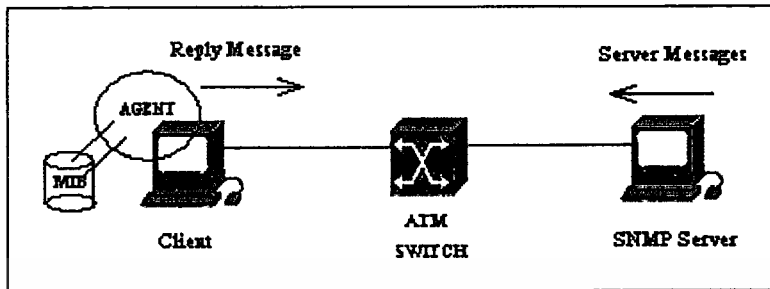 Reply Message
Server Messages
AGENT
MIB
Client
ATM
SWITCH
SNMP Server